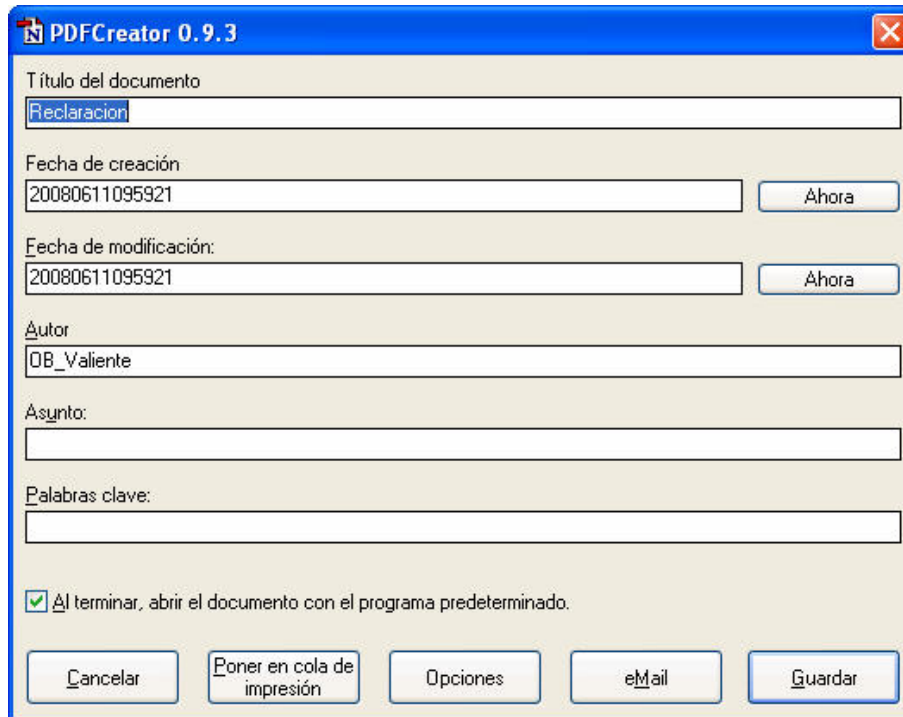 PDFCreator 0.9.3
Título del documento
Reclaracion
Fecha de creación
20080611095921
Ahora
Fecha de modificación:
20080611095921
Ahora
Autor
OB_Valiente
Asunto:
Palabras clave:
Al terminar, abrir el documento con el programa predeterminado.
Cancelar
Poner en cola de
impresión
Opciones
eMail
Guardar